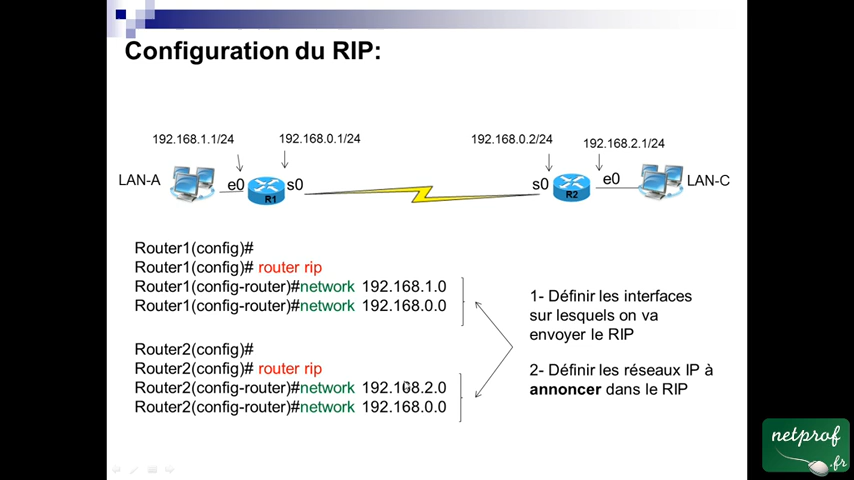 Configuration du RIP:
192.168.1.1/24
192.168.0.1/24
192.168.0.2/24
192.168.2.1/24
LAN-A
e0
R1
s0
s0
R2
e0
LAN-C
Router1(config)#
Router1(config)# router rip
Router1(config-router)#network 192.168.1.0
Router1(config-router)#network 192.168.0.0
Router2(config)#
Router2(config)# router rip
Router2(config-router)#network 192.168.2.0
Router2(config-router)#network 192.168.0.0
1- Définir les interfaces
sur lesquels on va
envoyer le RIP
2- Définir les réseaux IP à
annoncer dans le RIP
netprof
.fr